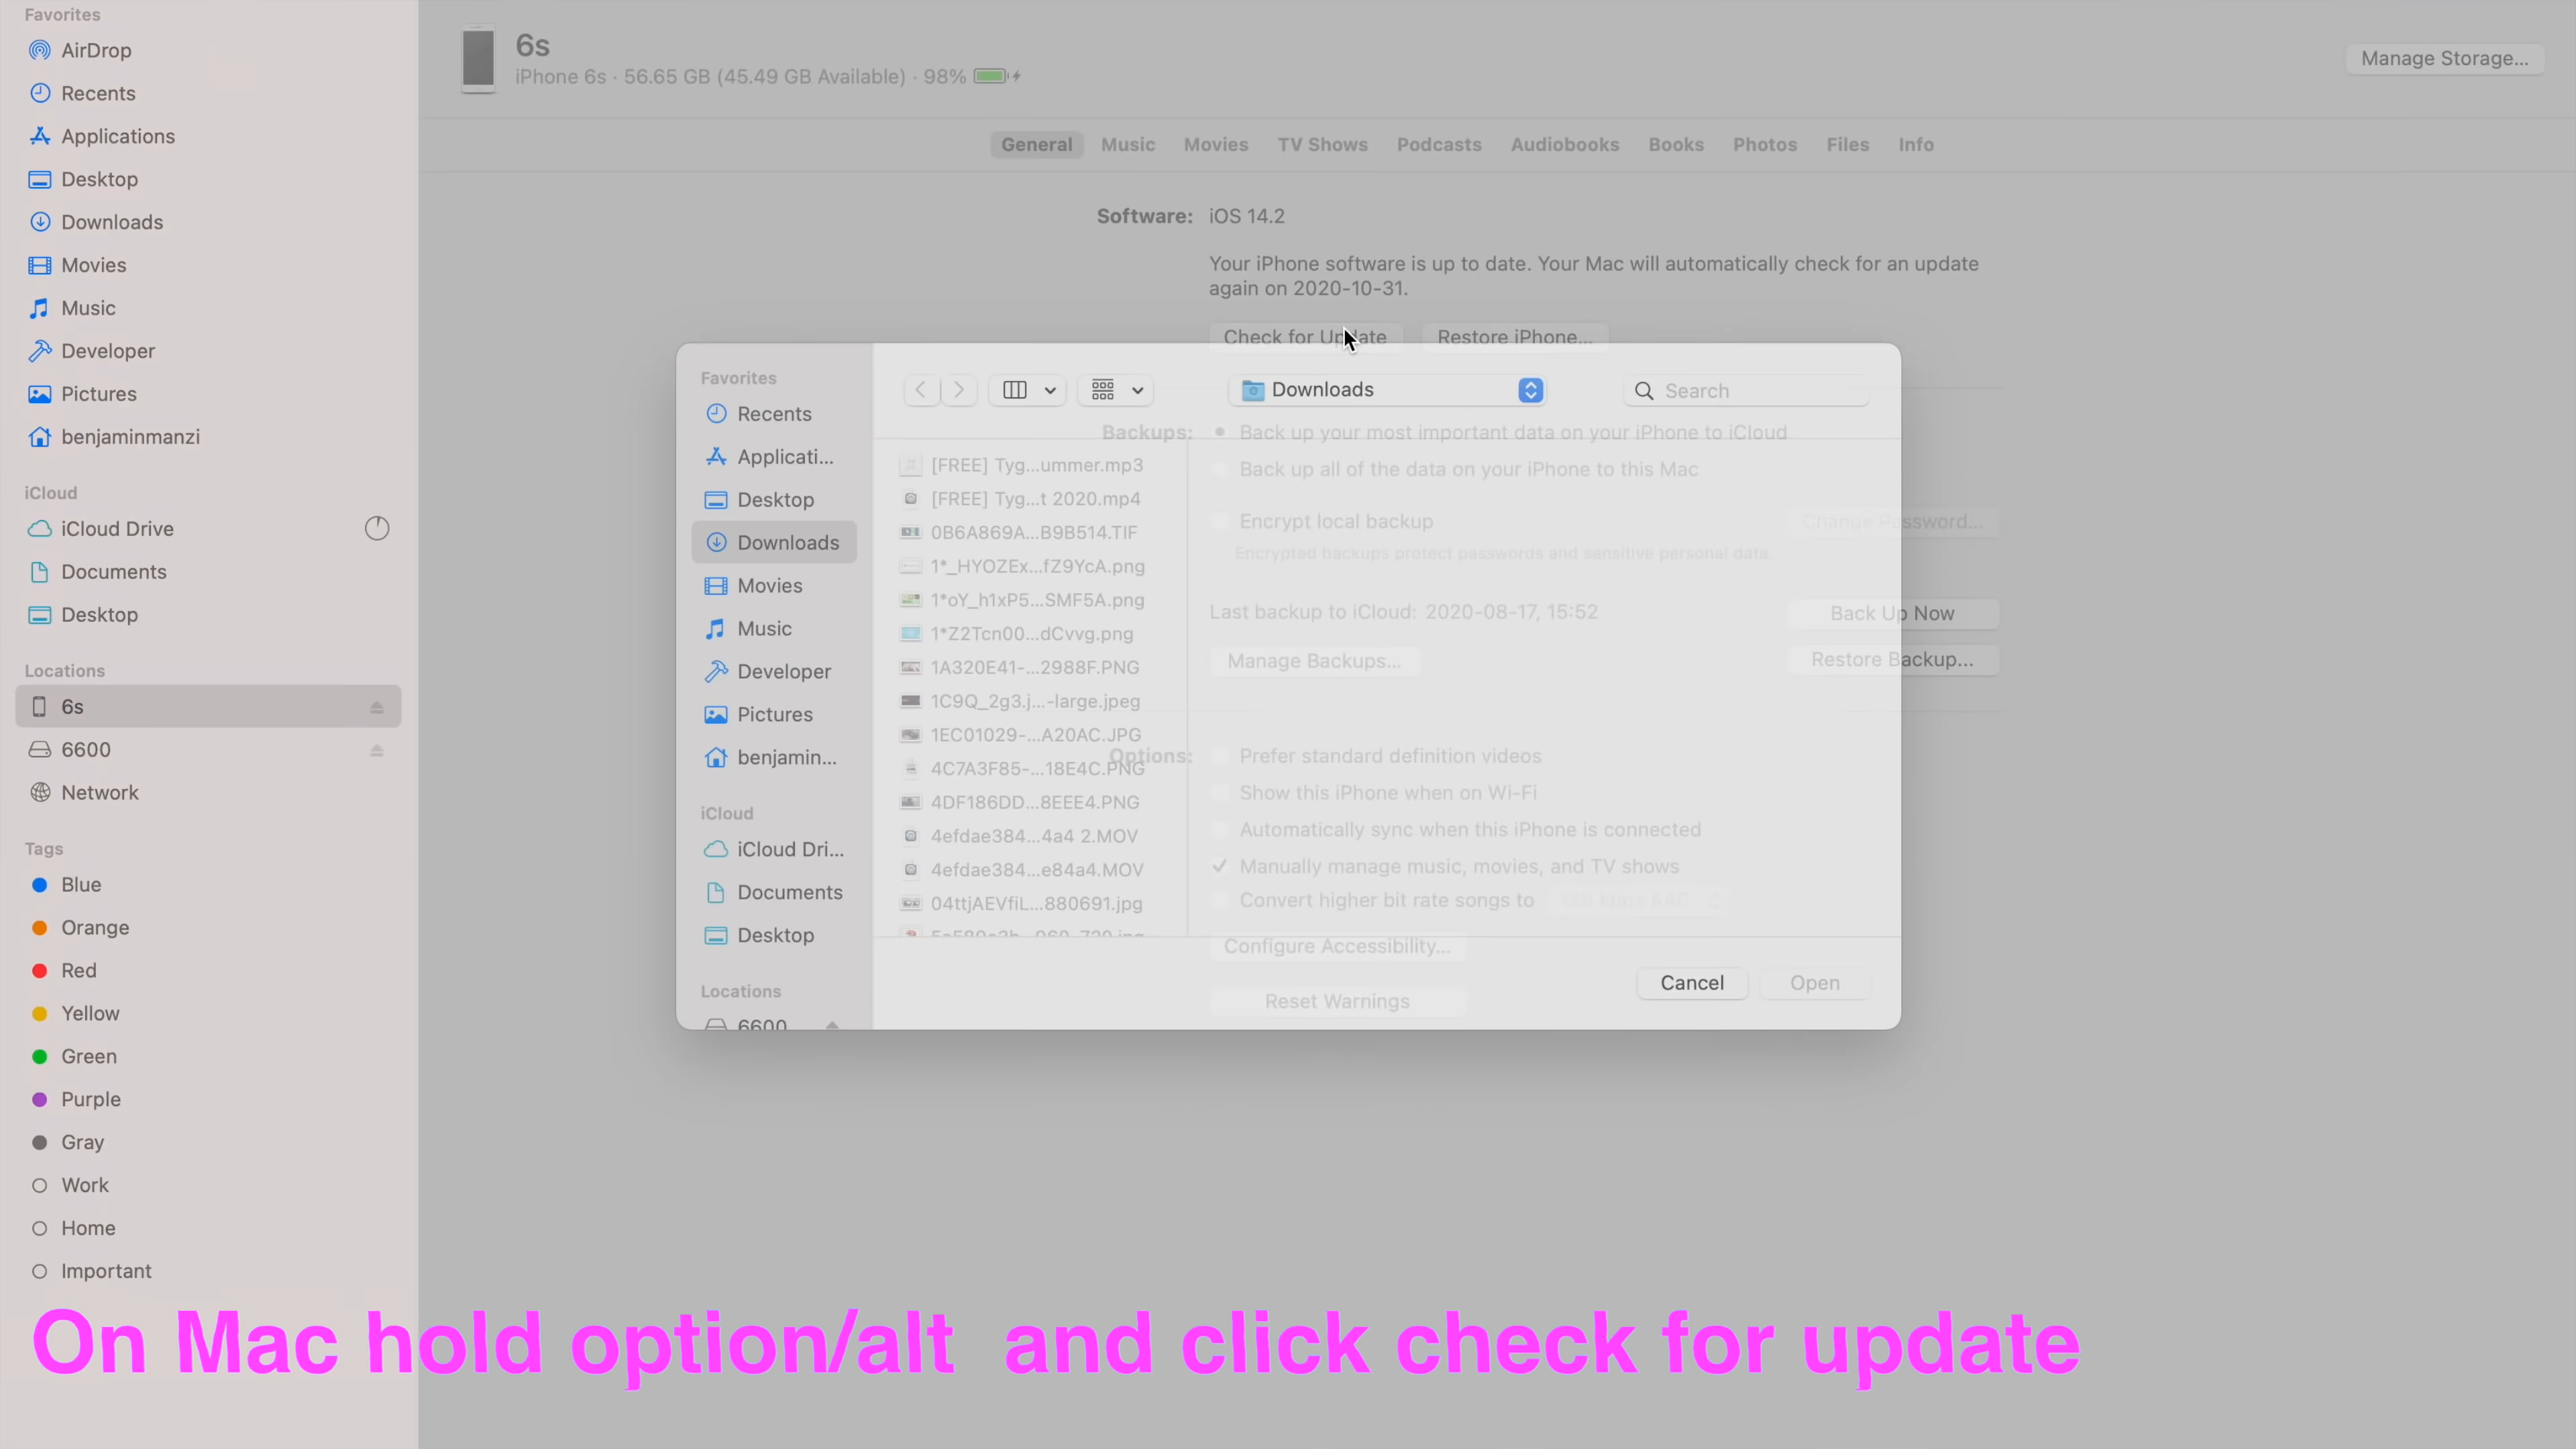 Favorites
AirDrop
Recents
Applications
Desktop
Downloads
Movies
Music
Developer
Pictures
benjaminmanzi
iCloud
iCloud Drive
Documents
Desktop
Locations
6s
6600
Network
Tags
Blue
Orange
Red
Yellow
Green
Purple
Gray
Work
Home
Important
6s
iPhone 6s · 56.65 GB (45.49 GB Available) · 98%
Manage Storage...
General Music Movies TV Shows Podcasts Audiobooks Books Photos Files Info
Software: iOS 14.2
Your iPhone software is up to date. Your Mac will automatically check for an update
again on 2020-10-31.
Check for Update Restore iPhone...
Favorites
Recents
Applicati...
Desktop
Downloads
Movies
Music
Developer
Pictures
benjamin...
iCloud
iCloud Dri...
Documents
Desktop
Locations
6600
Downloads
Search
[FREE] Tyg...ummer.mp3
[FREE] Tyg...t 2020.mp4
0B6A869A...B9B514.TIF
1*_HYOZEx...fZ9YcA.png
1*oY_h1xP5...SMF5A.png
1*Z2Tcn00...dCvvg.png
1A320E41-...2988F.PNG
1C9Q_2g3.j...-large.jpeg
1EC01029-...A20AC.JPG
4C7A3F85-...18E4C.PNG
4DF186DD...8EEE4.PNG
4efdae384...4a4 2.MOV
4efdae384...e84a4.MOV
04ttjAEVfiL...880691.jpg
Backups: Back up your most important data on your iPhone to iCloud
Back up all of the data on your iPhone to this Mac
Encrypt local backup Change Password...
Encrypted backups protect passwords and sensitive personal data.
Last backup to iCloud: 2020-08-17, 15:52 Back Up Now
Manage Backups... Restore Backup...
Options: Prefer standard definition videos
Show this iPhone when on Wi-Fi
Automatically sync when this iPhone is connected
Manually manage music, movies, and TV shows
Convert higher bit rate songs to
Configure Accessibility...
Cancel Open
Reset Warnings
On Mac hold option/alt and click check for update